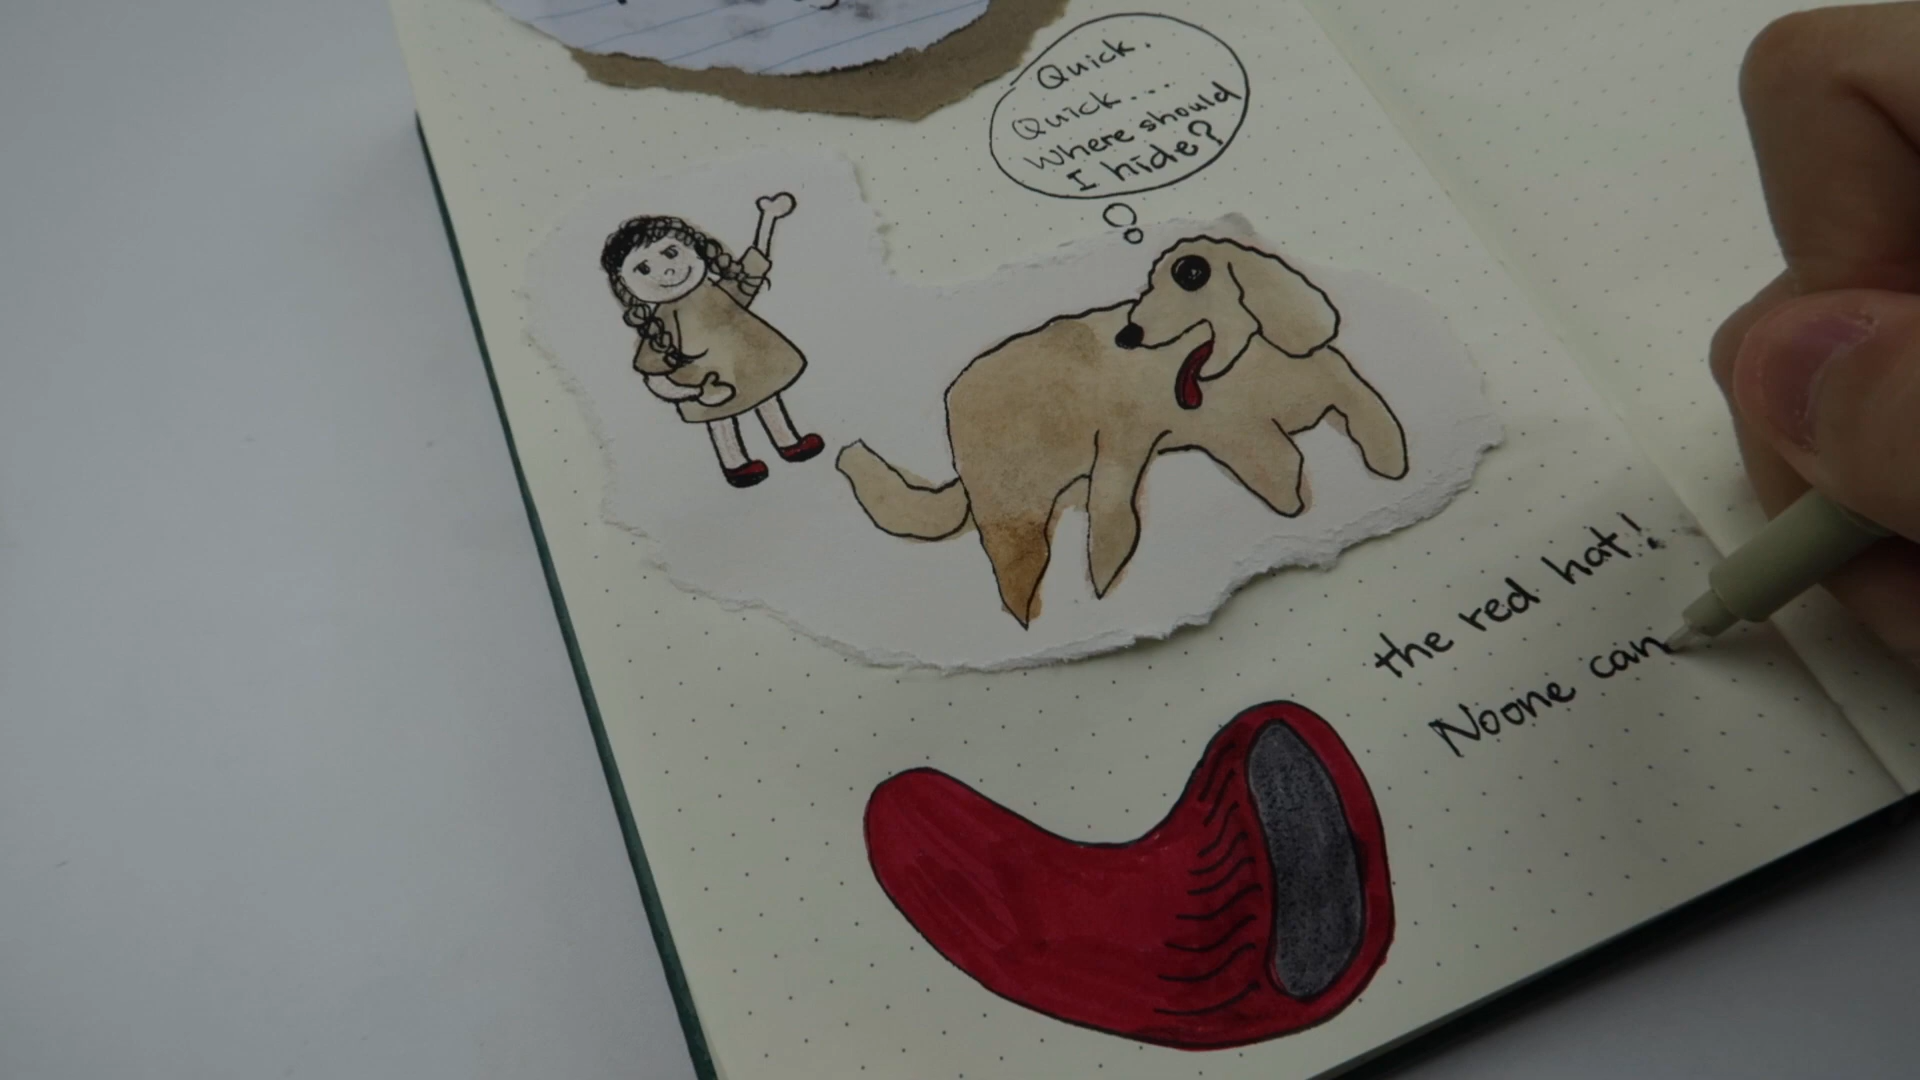 Quick.
Quick....
Where should
I hide?
the red hat!
Noone can